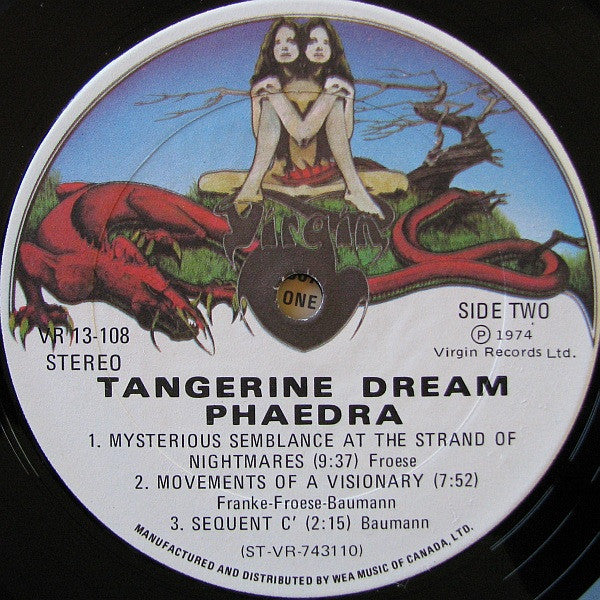 Virgin
ONE
VR 13-108
STEREO
SIDE TWO
Ⓟ 1974
Virgin Records Ltd.
TANGERINE DREAM
PHAEDRA
1. MYSTERIOUS SEMBLANCE AT THE STRAND OF
NIGHTMARES (9:37) Froese
2. MOVEMENTS OF A VISIONARY (7:52)
Franke-Froese-Baumann
3. SEQUENT C' (2:15) Baumann
(ST-VR-743110)
MANUFACTURED AND DISTRIBUTED BY WEA MUSIC OF CANADA, LTD.